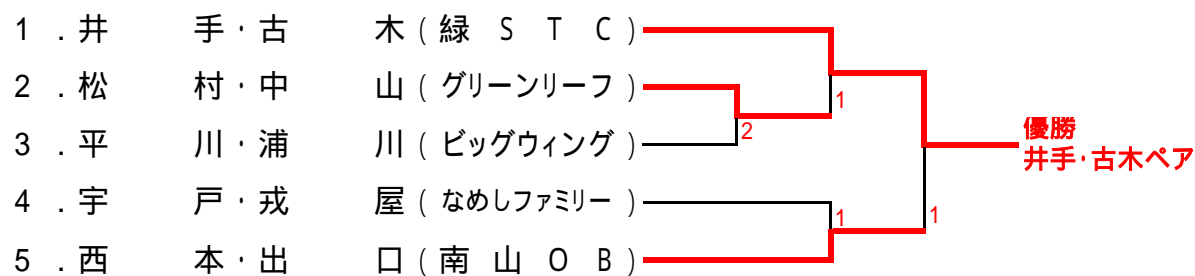 1 . 井 手・古 木 ( 緑 S T C )
2 . 松 村・中 山 ( グリーンリーフ )
1
3 . 平 川・浦 川 ( ビッグウィング )
2
優勝
井手・古木ペア
4 . 宇 戸・戎 屋 ( なめしファミリー )
1
1
5 . 西 本・出 口 ( 南 山 O B )